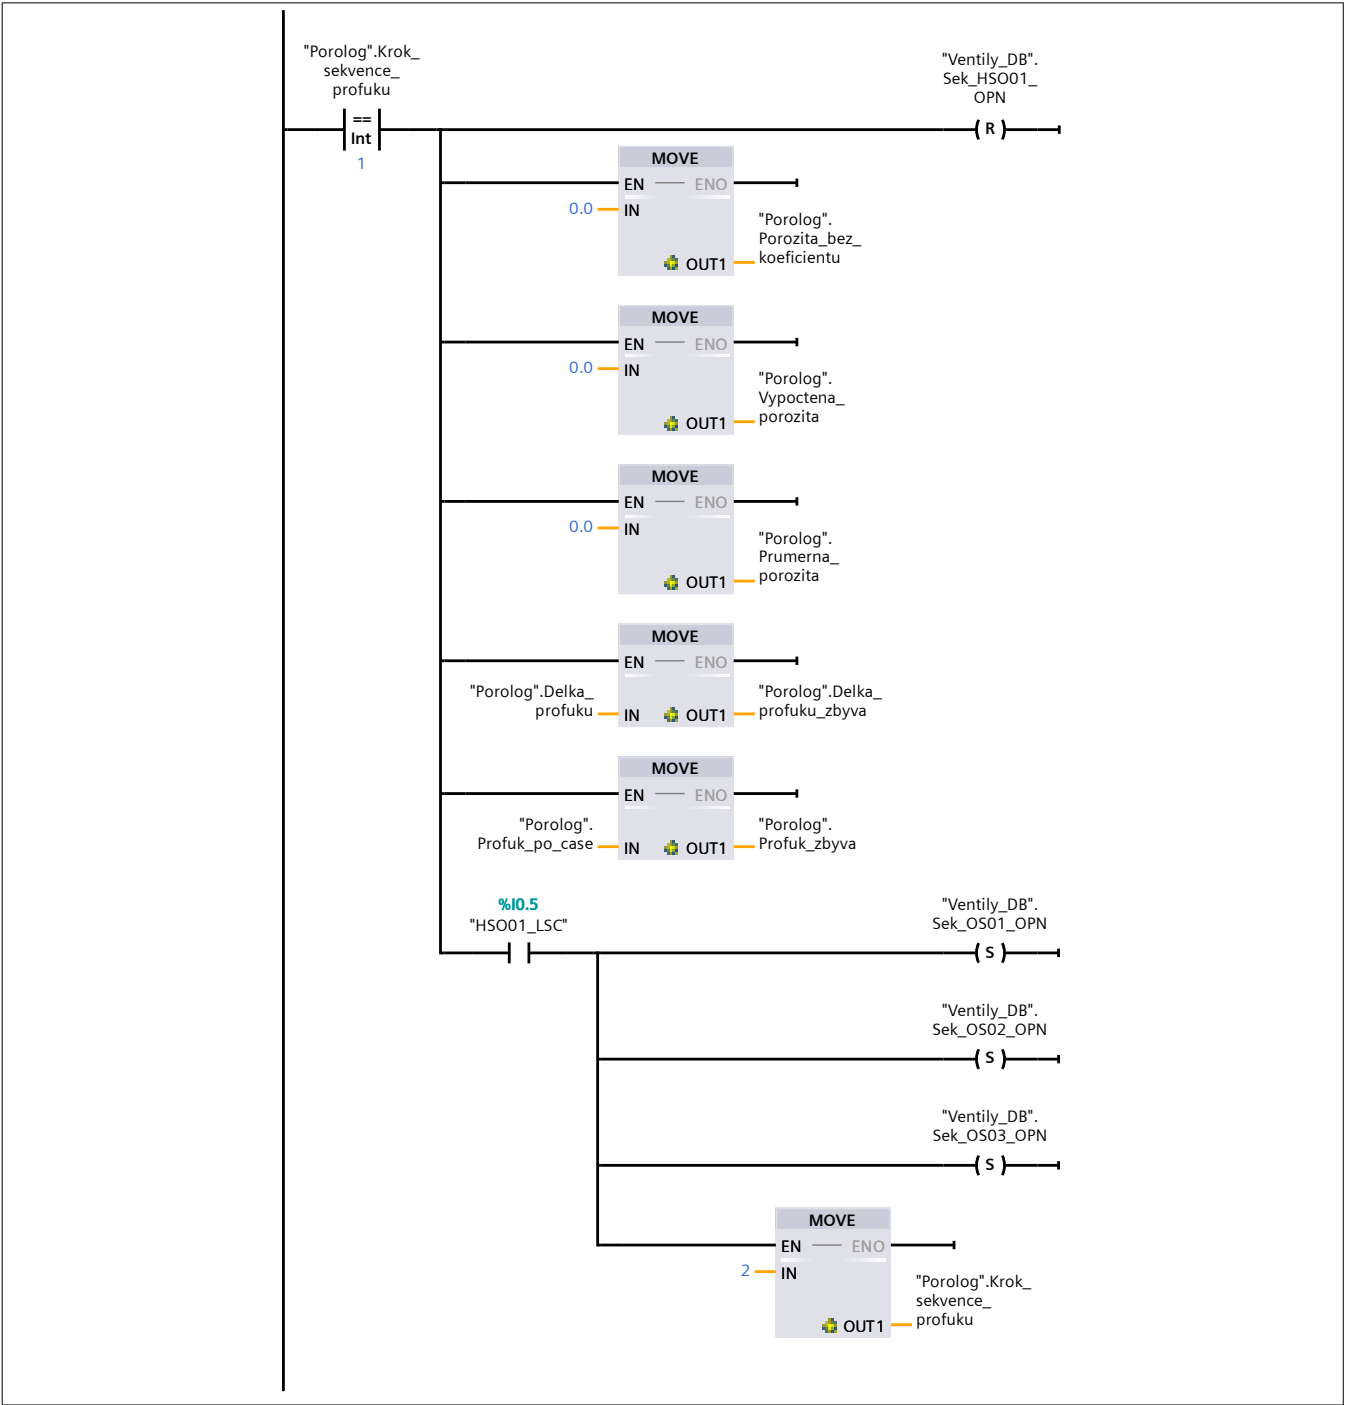 "Porolog".Krok_
sekvence_
profuku
==
Int
1
"Ventily_DB".
Sek_HSO01_
OPN
R
MOVE
EN
ENO
0.0
IN
OUT1
"Porolog".
Porozita_bez_
koeficientu
MOVE
EN
ENO
0.0
IN
OUT1
"Porolog".
Vypoctena_
porozita
MOVE
EN
ENO
0.0
IN
OUT1
"Porolog".
Prumerna_
porozita
MOVE
EN
ENO
"Porolog".Delka_
profuku
IN
OUT1
"Porolog".Delka_
profuku_zbyva
MOVE
EN
ENO
"Porolog".
Profuk_po_case
IN
OUT1
"Porolog".
Profuk_zbyva
%I0.5
"HSO01_LSC"
"Ventily_DB".
Sek_OS01_OPN
S
"Ventily_DB".
Sek_OS02_OPN
S
"Ventily_DB".
Sek_OS03_OPN
S
MOVE
EN
ENO
2
IN
OUT1
"Porolog".Krok_
sekvence_
profuku